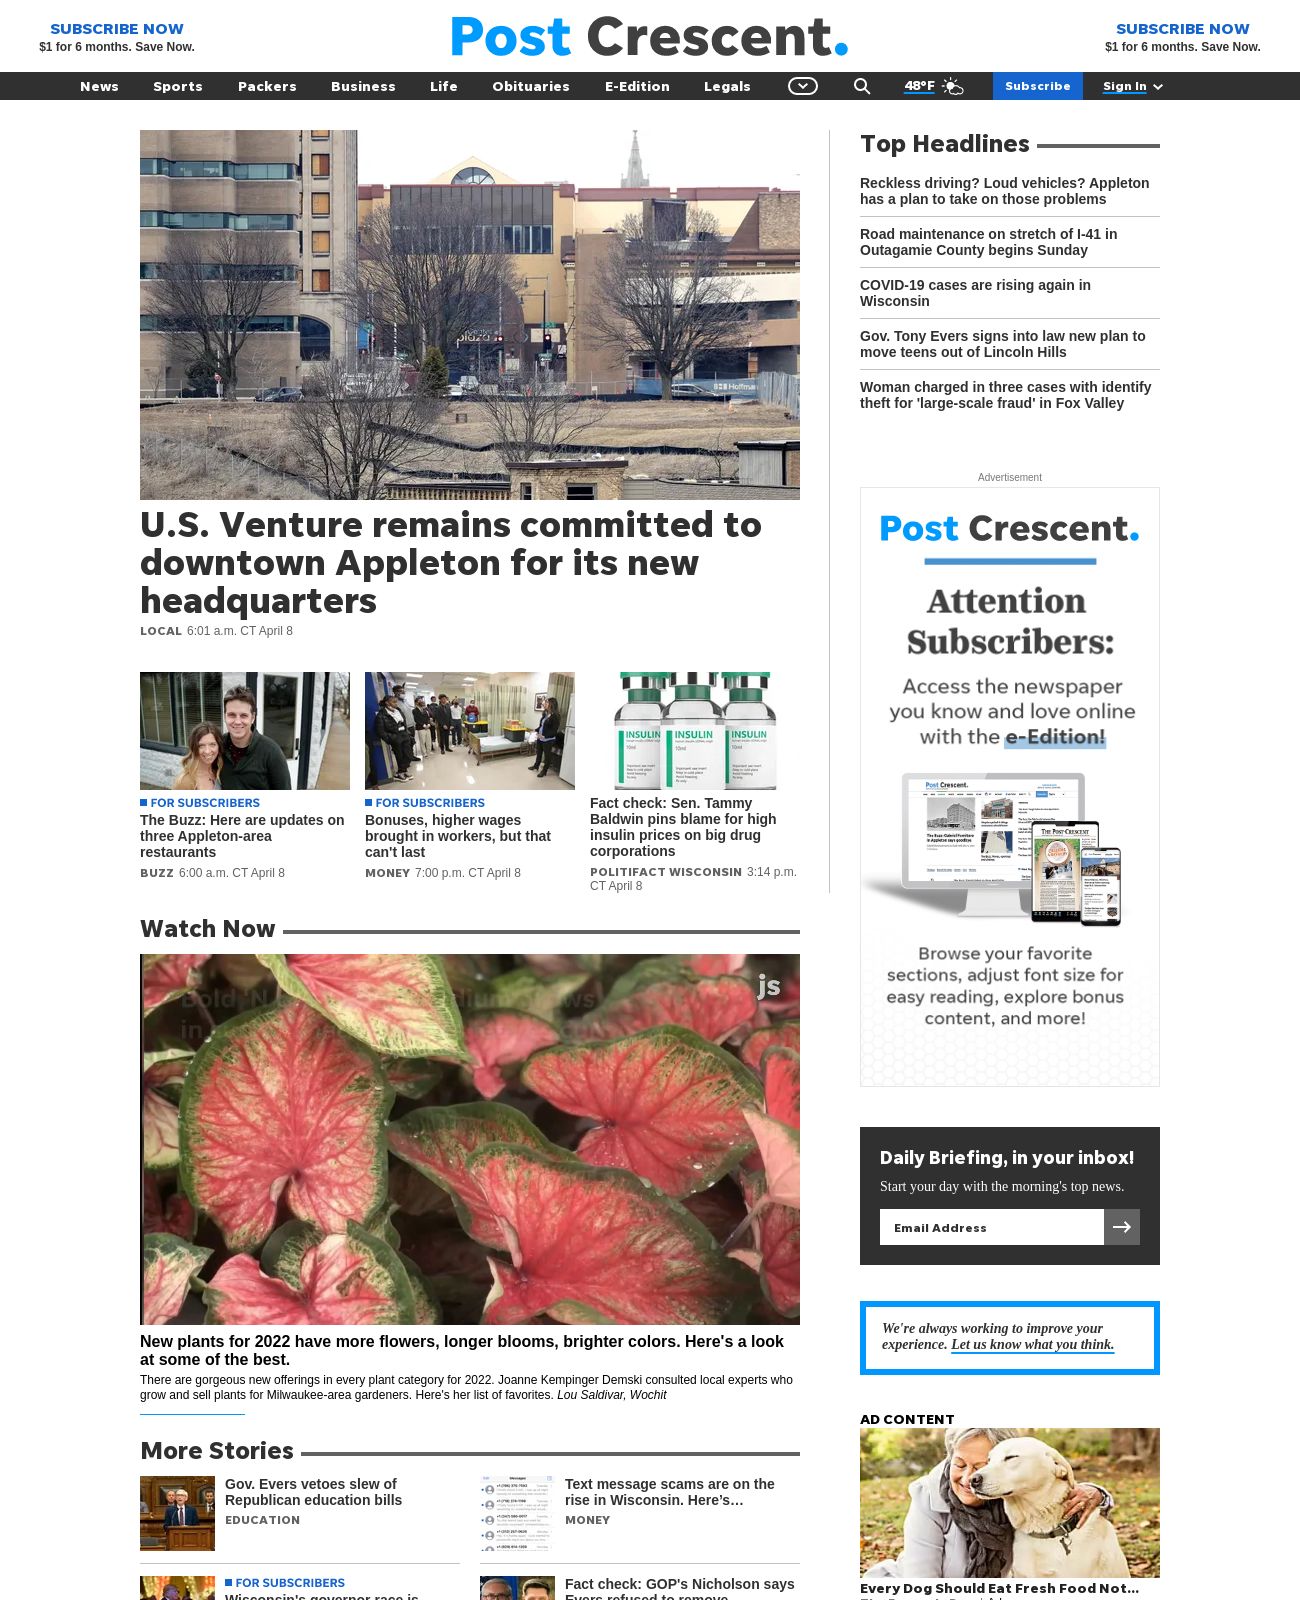 SUBSCRIBE NOW
$1 for 6 months. Save Now.
Post Crescent.
SUBSCRIBE NOW
$1 for 6 months. Save Now.
News Sports Packers Business Life Obituaries E-Edition Legals 48°F Subscribe Sign In
plaza
Hoffman
U.S. Venture remains committed to
downtown Appleton for its new
headquarters
LOCAL 6:01 a.m. CT April 8
INSULIN INSULIN INSULIN
10ml 10ml
FOR SUBSCRIBERS
The Buzz: Here are updates on
three Appleton-area
restaurants
BUZZ 6:00 a.m. CT April 8
FOR SUBSCRIBERS
Bonuses, higher wages
brought in workers, but that
can't last
MONEY 7:00 p.m. CT April 8
Fact check: Sen. Tammy
Baldwin pins blame for high
insulin prices on big drug
corporations
POLITIFACT WISCONSIN 3:14 p.m.
CT April 8
Top Headlines
Reckless driving? Loud vehicles? Appleton
has a plan to take on those problems
Road maintenance on stretch of I-41 in
Outagamie County begins Sunday
COVID-19 cases are rising again in
Wisconsin
Gov. Tony Evers signs into law new plan to
move teens out of Lincoln Hills
Woman charged in three cases with identify
theft for 'large-scale fraud' in Fox Valley
Advertisement
Post Crescent.
Attention
Subscribers:
Access the newspaper
you know and love online
with the e-Edition!
Post Crescent.
THE POST-CRESCENT
Browse your favorite
sections, adjust font size for
easy reading, explore bonus
content, and more!
Watch Now
js
New plants for 2022 have more flowers, longer blooms, brighter colors. Here's a look
at some of the best.
There are gorgeous new offerings in every plant category for 2022. Joanne Kempinger Demski consulted local experts who
grow and sell plants for Milwaukee-area gardeners. Here's her list of favorites. Lou Saldivar, Wochit
Daily Briefing, in your inbox!
Start your day with the morning's top news.
Email Address
We're always working to improve your
experience. Let us know what you think.
More Stories
Gov. Evers vetoes slew of
Republican education bills
EDUCATION
Messages
Text message scams are on the
rise in Wisconsin. Here’s…
MONEY
FOR SUBSCRIBERS
Wisconsin's governor race is
Fact check: GOP's Nicholson says
Evers refused to remove
AD CONTENT
Every Dog Should Eat Fresh Food Not…